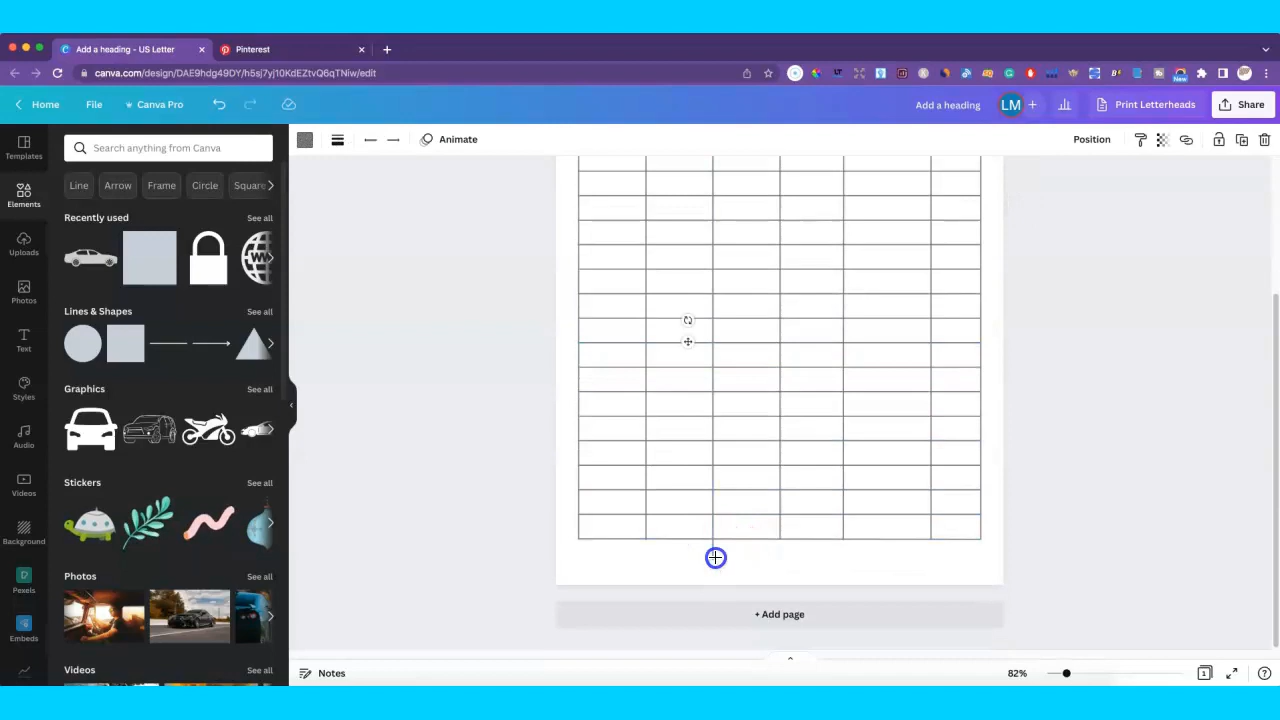 Add a heading - US Letter
Pinterest
canva.com/design/DAE9hdg49DY/h5sj7yj10KdEZtvQ6qTNiw/edit
New
Home
File
Canva Pro
Add a heading
LM
Print Letterheads
Share
Animate
Position
Templates
Elements
Uploads
Photos
Text
Styles
Audio
Videos
Background
Pexels
Embeds
Search anything from Canva
Line
Arrow
Frame
Circle
Square
Recently used
See all
WW
Lines & Shapes
See all
Graphics
See all
Stickers
See all
Photos
See all
Videos
See all
+ Add page
Notes
82%
1